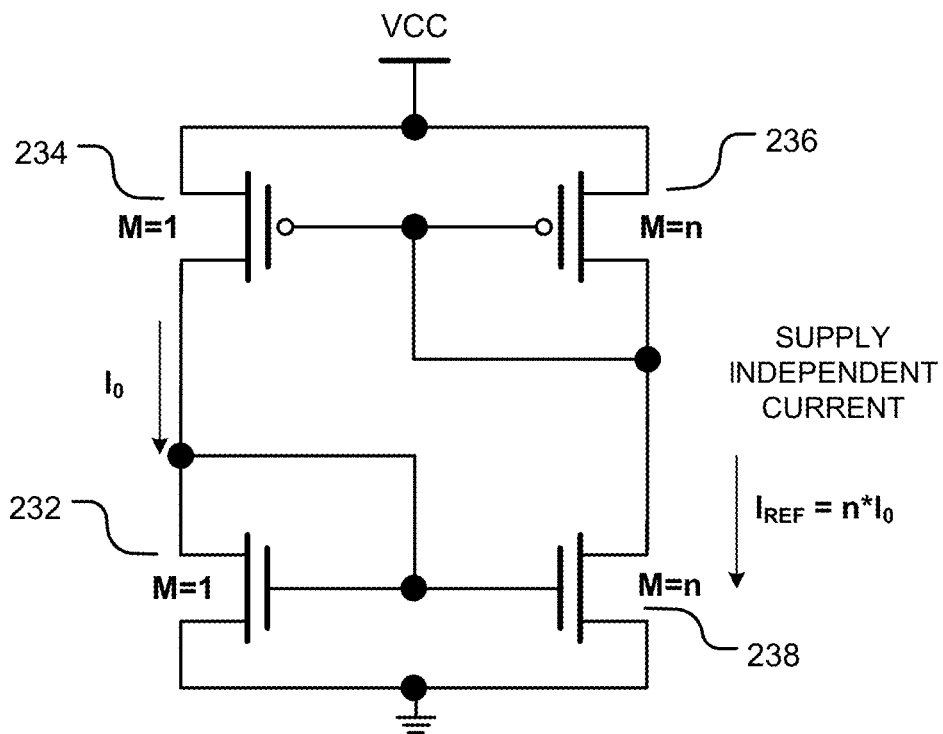 VCC
234
236
M=1
M=n
SUPPLY
INDEPENDENT
CURRENT
I0
232
IREF = n*I0
M=1
M=n
238